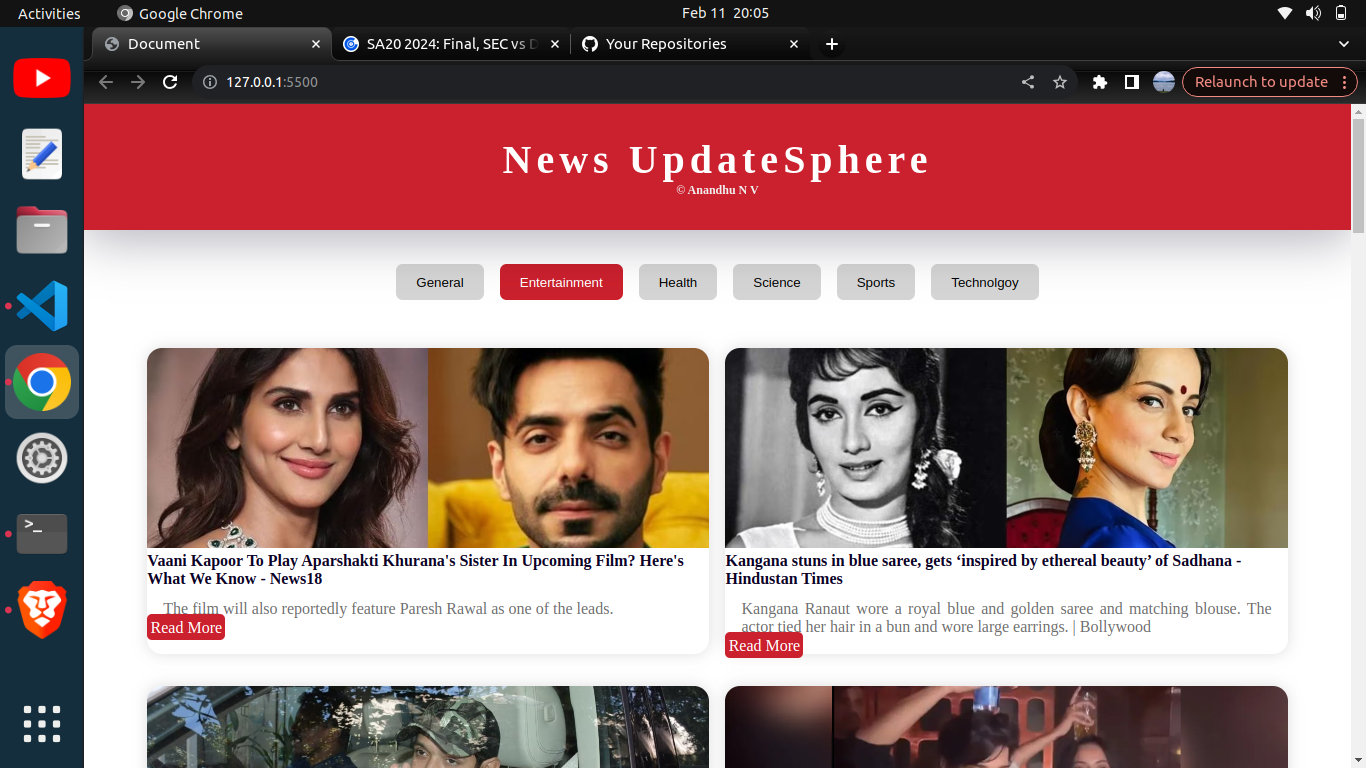 Activities
Google Chrome
Feb 11 20:05
Document
SA20 2024: Final, SEC vs D
Your Repositories
127.0.0.1:5500
Relaunch to update
News UpdateSphere
© Anandhu N V
General
Entertainment
Health
Science
Sports
Technolgoy
Vaani Kapoor To Play Aparshakti Khurana's Sister In Upcoming Film? Here's
What We Know - News18
The film will also reportedly feature Paresh Rawal as one of the leads.
Read More
Kangana stuns in blue saree, gets ‘inspired by ethereal beauty’ of Sadhana -
Hindustan Times
Kangana Ranaut wore a royal blue and golden saree and matching blouse. The
actor tied her hair in a bun and wore large earrings. | Bollywood
Read More
>_